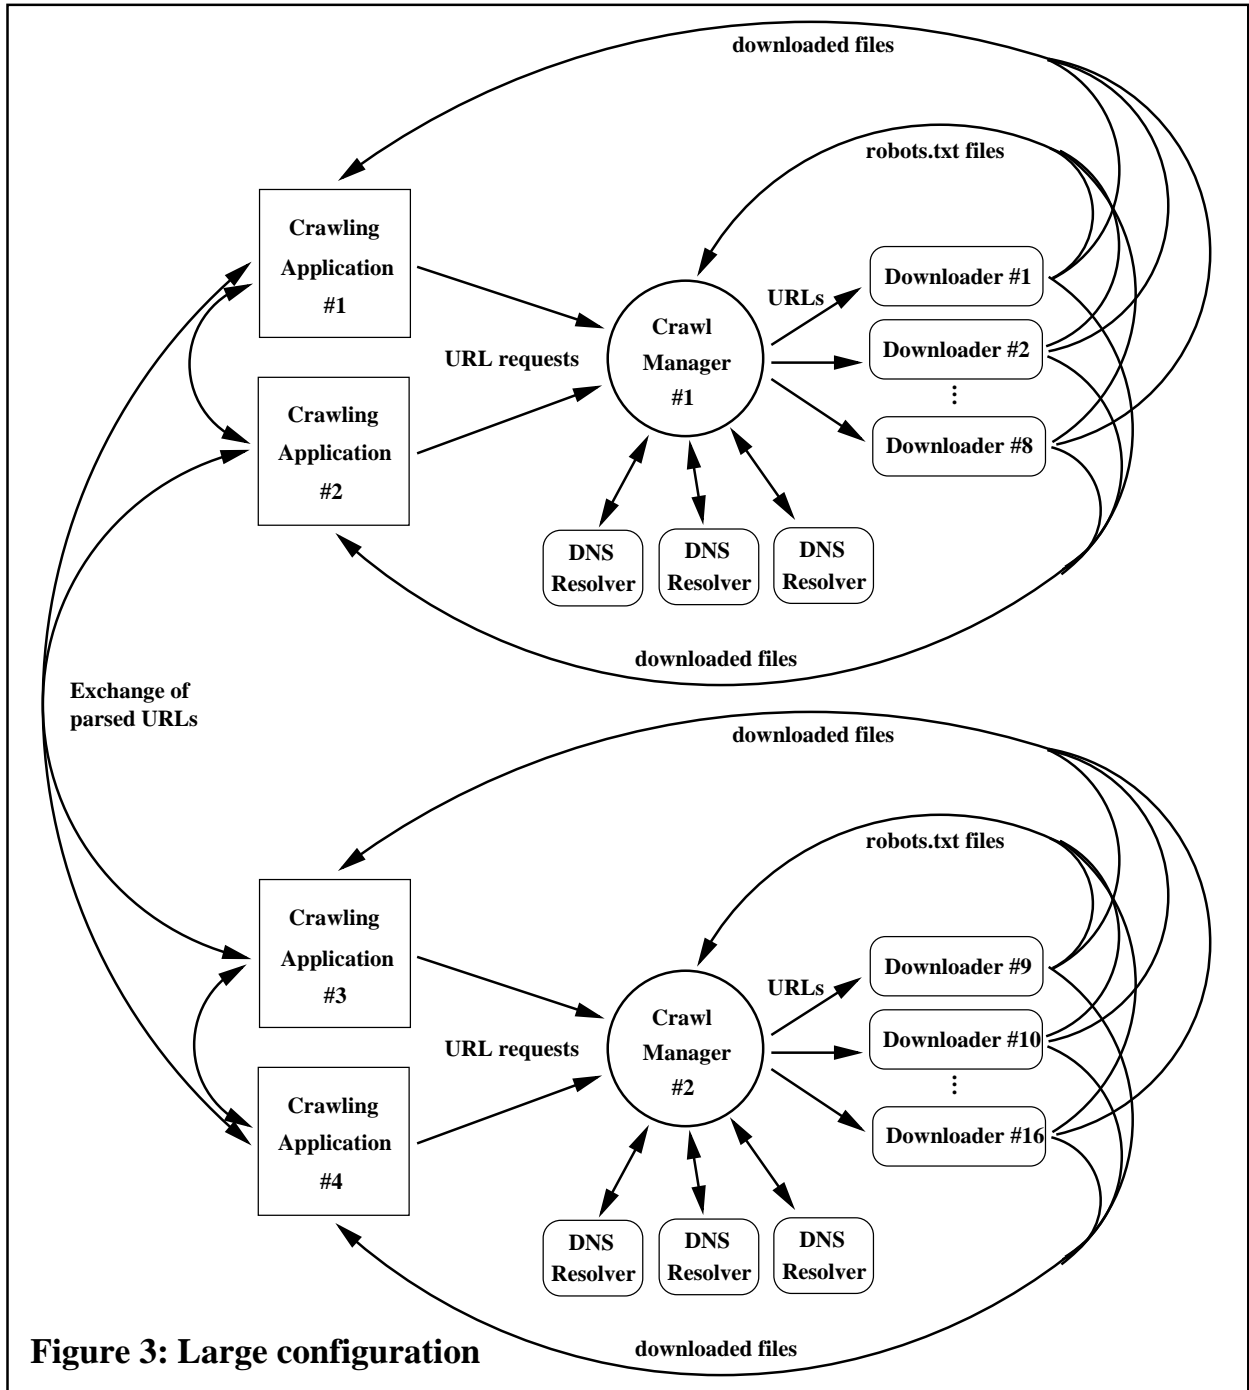 downloaded files
robots.txt files
Crawling
Application
#1
URLs
Downloader #1
Crawl
Manager
#1
URL requests
Downloader #2
...
Downloader #8
Crawling
Application
#2
DNS
Resolver
DNS
Resolver
DNS
Resolver
downloaded files
Exchange of
parsed URLs
downloaded files
robots.txt files
Crawling
Application
#3
URLs
Downloader #9
Crawl
Manager
#2
URL requests
Downloader #10
...
Downloader #16
Crawling
Application
#4
DNS
Resolver
DNS
Resolver
DNS
Resolver
downloaded files
Figure 3: Large configuration